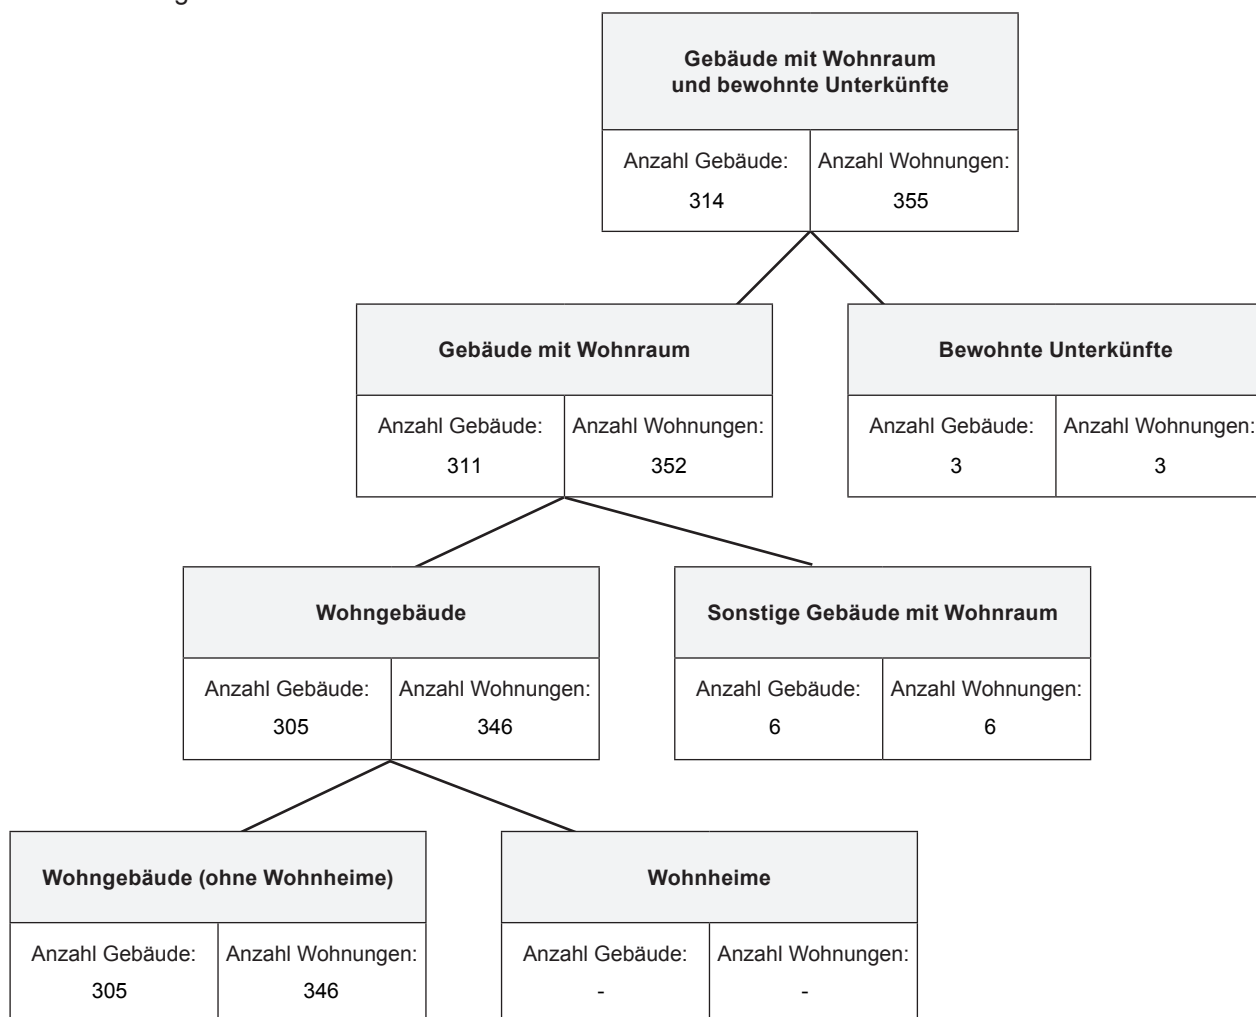 Gebäude mit Wohnraum
und bewohnte Unterkünfte
Anzahl Gebäude: Anzahl Wohnungen:
314 355
Gebäude mit Wohnraum
Anzahl Gebäude: Anzahl Wohnungen:
311 352
Bewohnte Unterkünfte
Anzahl Gebäude: Anzahl Wohnungen:
3 3
Wohngebäude
Anzahl Gebäude: Anzahl Wohnungen:
305 346
Sonstige Gebäude mit Wohnraum
Anzahl Gebäude: Anzahl Wohnungen:
6 6
Wohngebäude (ohne Wohnheime)
Anzahl Gebäude: Anzahl Wohnungen:
305 346
Wohnheime
Anzahl Gebäude: Anzahl Wohnungen:
- -